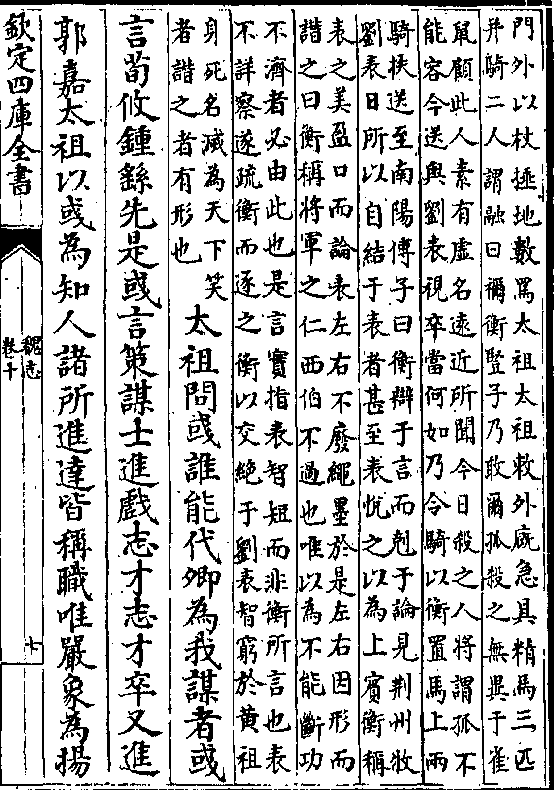 門外以杖捶地數罵太祖太祖敕外廐急具精馬三匹
并騎二人謂融曰禰衡豎子乃敢爾孤殺之無異于雀
鼠顧此人素有虛名遠近所聞今日殺之人將謂孤不
能容今送與劉表視卒當何如乃令騎以衡置馬上兩
騎挾送至南陽傅子曰衡辯于言而剋于論見荆州牧
劉表日所以自結于表者甚至表悅之以為上賓衡稱
表之美盈口而論表左右不廢繩墨於是左右因形而
譖之曰衡稱將軍之仁西伯不過也唯以為不能斷功
不濟者必由此也是言實指表智短而非衡所言也表
不詳察遂疏衡而逐之衡以交絶于劉表智窮於黃祖
身死名滅為天下笑
者譖之者有形也
太祖問彧誰能代卿為我謀者彧
言荀攸鍾繇先是彧言策謀士進戲志才志才卒又進
郭嘉太祖以彧為知人諸所進達皆稱職唯嚴象為揚
欽定四庫全書
魏志
卷十
十